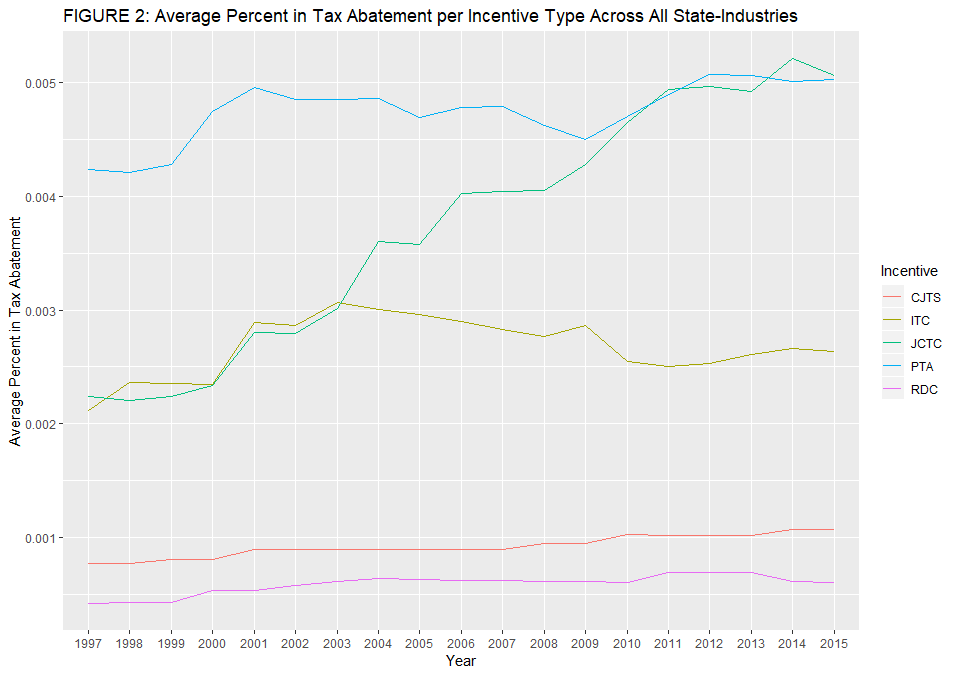 FIGURE 2: Average Percent in Tax Abatement per Incentive Type Across All State-Industries
Average Percent in Tax Abatement
0.005
0.004
0.003
0.002
0.001
1997 1998 1999 2000 2001 2002 2003 2004 2005 2006 2007 2008 2009 2010 2011 2012 2013 2014 2015
Year
Incentive
CJTS
ITC
JCTC
PTA
RDC